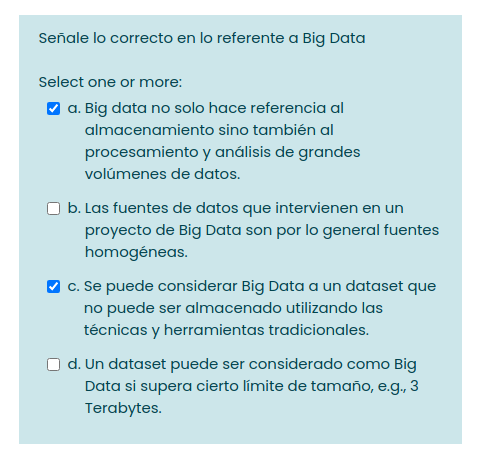 Señale lo correcto en lo referente a Big Data
Select one or more:
a. Big data no solo hace referencia al
almacenamiento sino también al
procesamiento y análisis de grandes
volúmenes de datos.
b. Las fuentes de datos que intervienen en un
proyecto de Big Data son por lo general fuentes
homogéneas.
c. Se puede considerar Big Data a un dataset que
no puede ser almacenado utilizando las
técnicas y herramientas tradicionales.
d. Un dataset puede ser considerado como Big
Data si supera cierto límite de tamaño, e.g., 3
Terabytes.